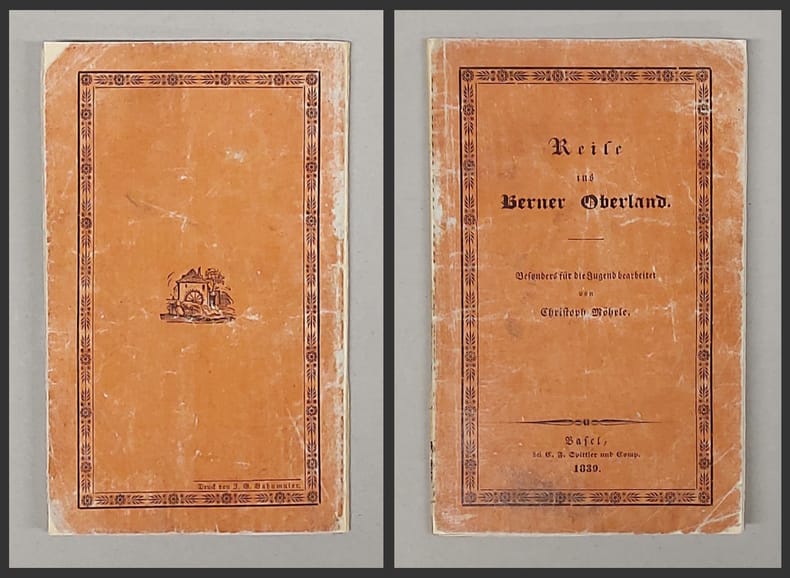 Druck von J. G. Bahnmaier.
Reise
ins
Berner Oberland.
Besonders für die Jugend bearbeitet
von
Christoph Möhrle.
Basel,
bei C. F. Spittler und Comp.
1839.